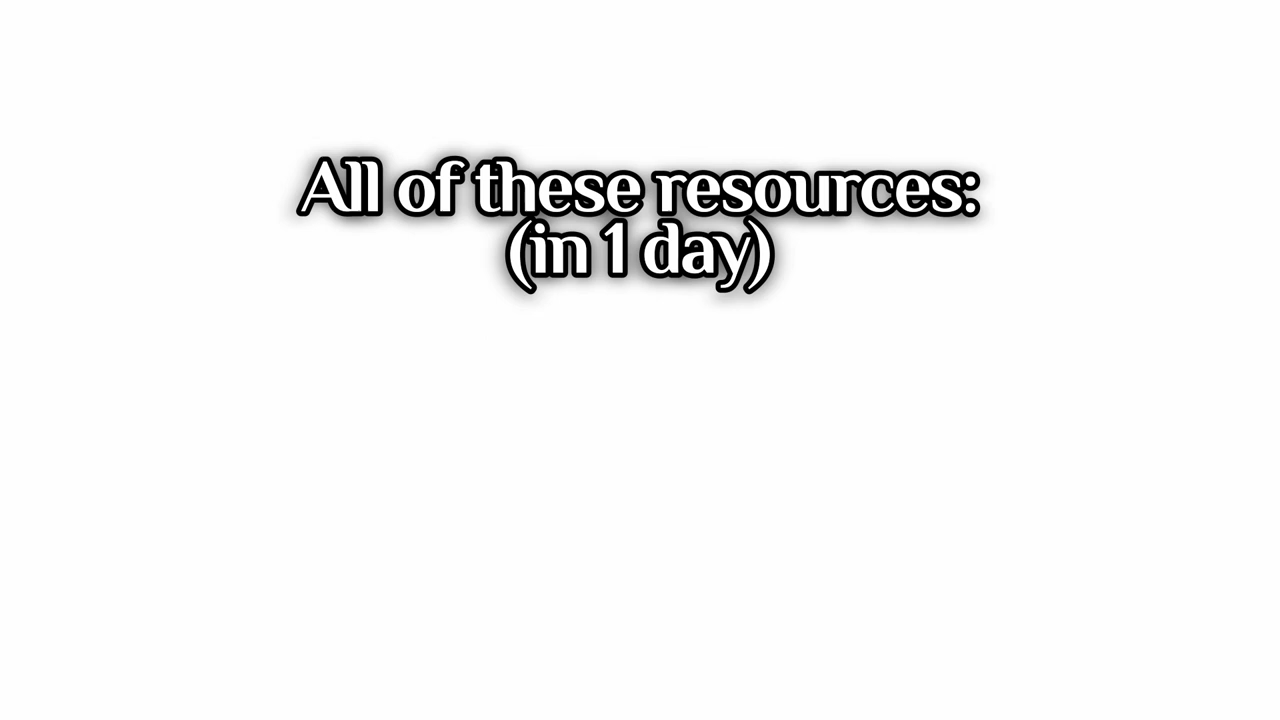 All of these resources:
(in 1 day)